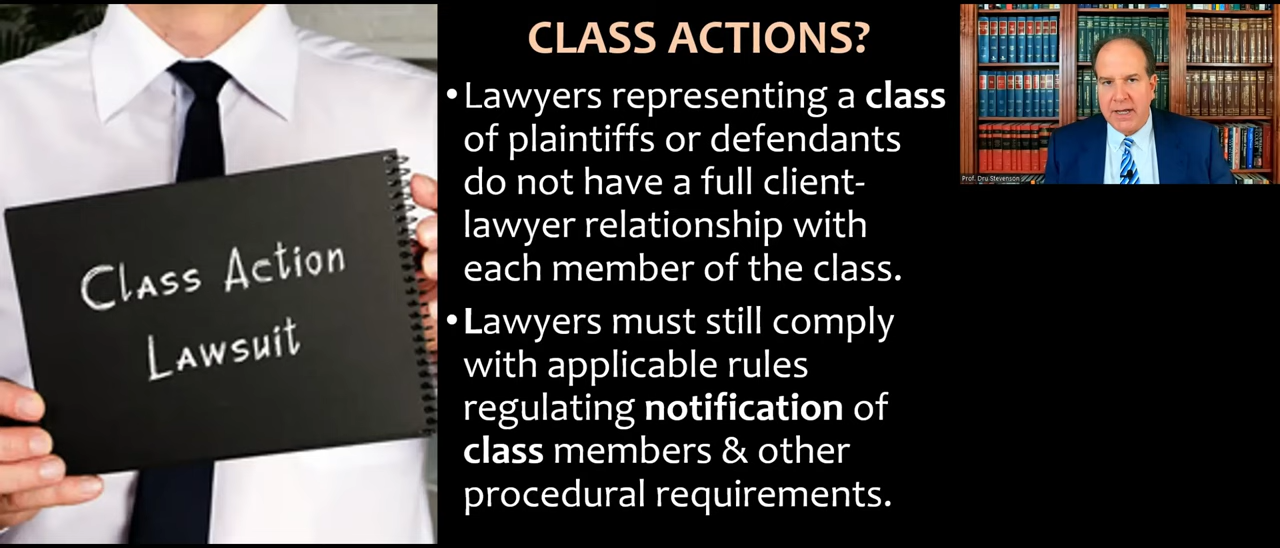 Class Action
Lawsuit
CLASS ACTIONS?
• Lawyers representing a class
of plaintiffs or defendants
do not have a full client-
lawyer relationship with
each member of the class.
• Lawyers must still comply
with applicable rules
regulating notification of
class members & other
procedural requirements.
Prof. Dru Stevenson